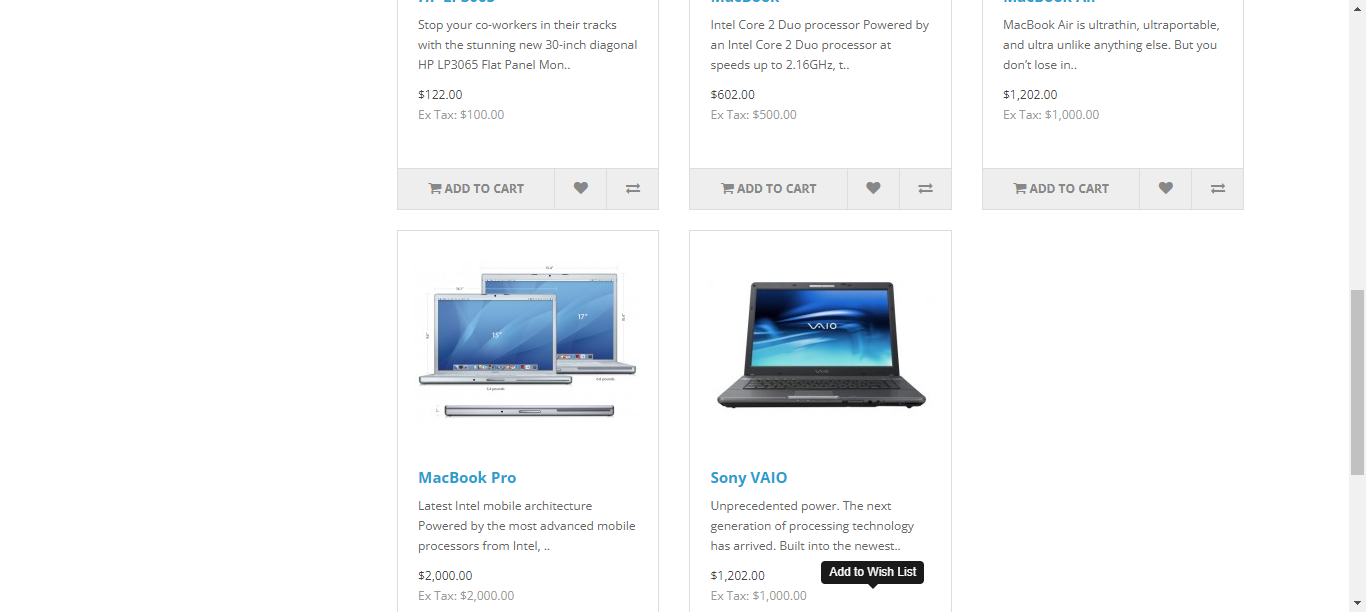 HP LP3065
MacBook
MacBook Air
Stop your co-workers in their tracks
with the stunning new 30-inch diagonal
HP LP3065 Flat Panel Mon..
$122.00
Ex Tax: $100.00
Intel Core 2 Duo processor Powered by
an Intel Core 2 Duo processor at
speeds up to 2.16GHz, t..
$602.00
Ex Tax: $500.00
MacBook Air is ultrathin, ultraportable,
and ultra unlike anything else. But you
don’t lose in..
$1,202.00
Ex Tax: $1,000.00
ADD TO CART
ADD TO CART
ADD TO CART
15"
17"
VAIO
MacBook Pro
Latest Intel mobile architecture
Powered by the most advanced mobile
processors from Intel, ..
$2,000.00
Ex Tax: $2,000.00
Sony VAIO
Unprecedented power. The next
generation of processing technology
has arrived. Built into the newest..
$1,202.00
Ex Tax: $1,000.00
Add to Wish List